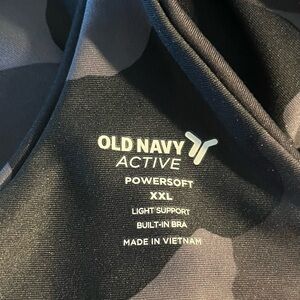 OLD NAVY
ACTIVE
POWERSOFT
XXL
LIGHT SUPPORT
BUILT-IN BRA
MADE IN VIETNAM